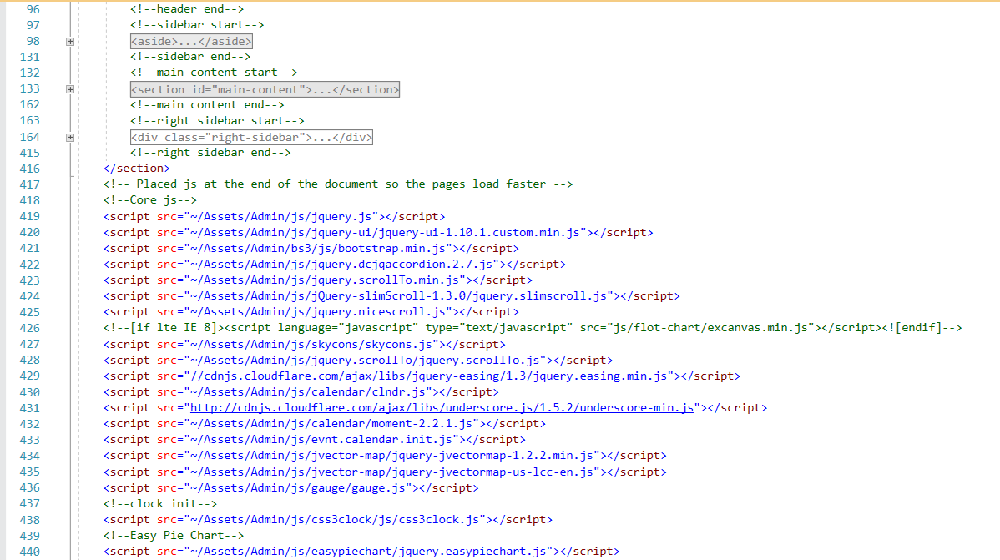 96 <!--header end-->
97 <!--sidebar start-->
98 <aside>...</aside>
131 <!--sidebar end-->
132 <!--main content start-->
133 <section id="main-content">...</section>
162 <!--main content end-->
163 <!--right sidebar start-->
164 <div class="right-sidebar">...</div>
415 <!--right sidebar end-->
416 </section>
417 <!-- Placed js at the end of the document so the pages load faster -->
418 <!--Core js-->
419 <script src="~/Assets/Admin/js/jquery.js"></script>
420 <script src="~/Assets/Admin/js/jquery-ui/jquery-ui-1.10.1.custom.min.js"></script>
421 <script src="~/Assets/Admin/bs3/js/bootstrap.min.js"></script>
422 <script src="~/Assets/Admin/js/jquery.dcjqaccordion.2.7.js"></script>
423 <script src="~/Assets/Admin/js/jquery.scrollTo.min.js"></script>
424 <script src="~/Assets/Admin/js/jQuery-slimScroll-1.3.0/jquery.slimscroll.js"></script>
425 <script src="~/Assets/Admin/js/jquery.nicescroll.js"></script>
426 <!--[if lte IE 8]><script language="javascript" type="text/javascript" src="js/flot-chart/excanvas.min.js"></script><![endif]-->
427 <script src="~/Assets/Admin/js/skycons/skycons.js"></script>
428 <script src="~/Assets/Admin/js/jquery.scrollTo/jquery.scrollTo.js"></script>
429 <script src="//cdnjs.cloudflare.com/ajax/libs/jquery-easing/1.3/jquery.easing.min.js"></script>
430 <script src="~/Assets/Admin/js/calendar/clndr.js"></script>
431 <script src="http://cdnjs.cloudflare.com/ajax/libs/underscore.js/1.5.2/underscore-min.js"></script>
432 <script src="~/Assets/Admin/js/calendar/moment-2.2.1.js"></script>
433 <script src="~/Assets/Admin/js/evnt.calendar.init.js"></script>
434 <script src="~/Assets/Admin/js/jvector-map/jquery-jvectormap-1.2.2.min.js"></script>
435 <script src="~/Assets/Admin/js/jvector-map/jquery-jvectormap-us-lcc-en.js"></script>
436 <script src="~/Assets/Admin/js/gauge/gauge.js"></script>
437 <!--clock init-->
438 <script src="~/Assets/Admin/js/css3clock/js/css3clock.js"></script>
439 <!--Easy Pie Chart-->
440 <script src="~/Assets/Admin/js/easypiechart/jquery.easypiechart.js"></script>